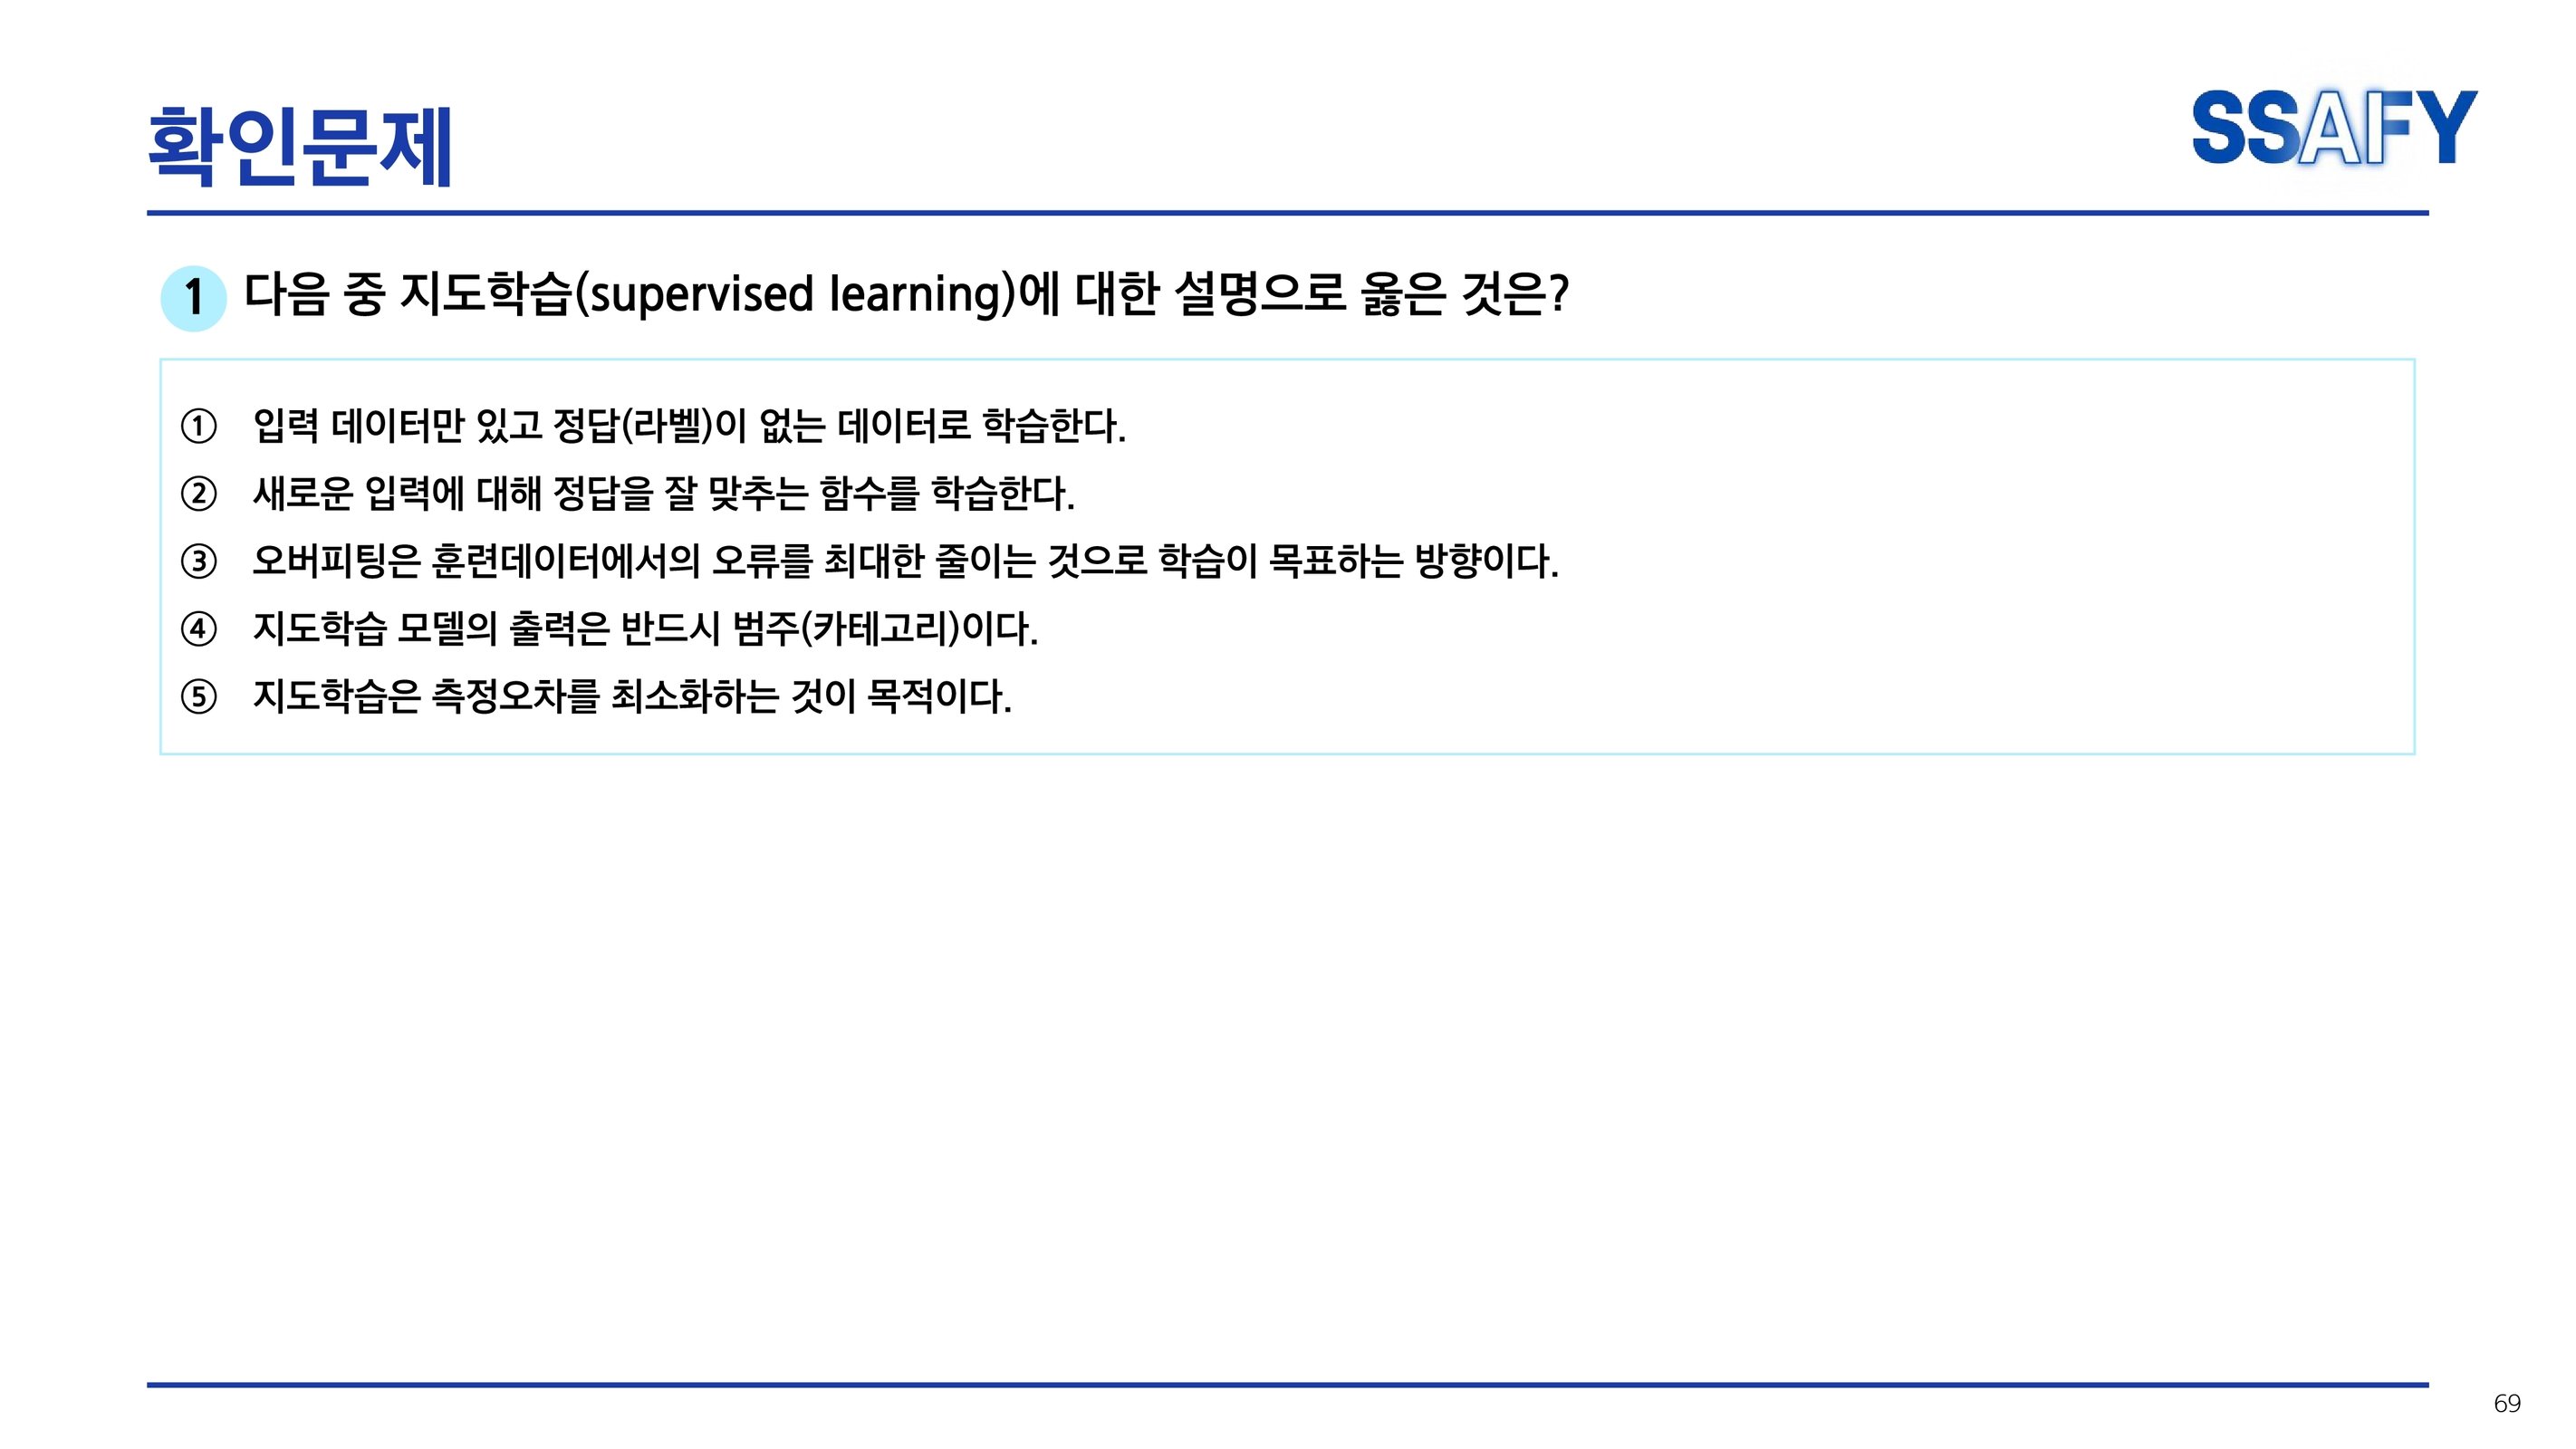 확인문제
SSAFY
1 다음 중 지도학습(supervised learning)에 대한 설명으로 옳은 것은?
① 입력 데이터만 있고 정답(라벨)이 없는 데이터로 학습한다.
② 새로운 입력에 대해 정답을 잘 맞추는 함수를 학습한다.
③ 오버피팅은 훈련데이터에서의 오류를 최대한 줄이는 것으로 학습이 목표하는 방향이다.
④ 지도학습 모델의 출력은 반드시 범주(카테고리)이다.
⑤ 지도학습은 측정오차를 최소화하는 것이 목적이다.
69